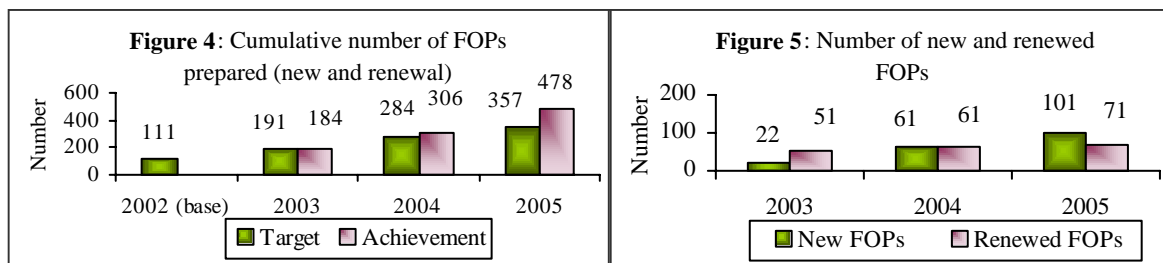 Figure 4: Cumulative number of FOPs
prepared (new and renewal)
Number
600
400
200
0
111
191
184
284
306
357
478
2002 (base)
2003
2004
2005
Target
Achievement
Figure 5: Number of new and renewed
FOPs
Number
200
100
0
22
51
61
61
101
71
2003
2004
2005
New FOPs
Renewed FOPs